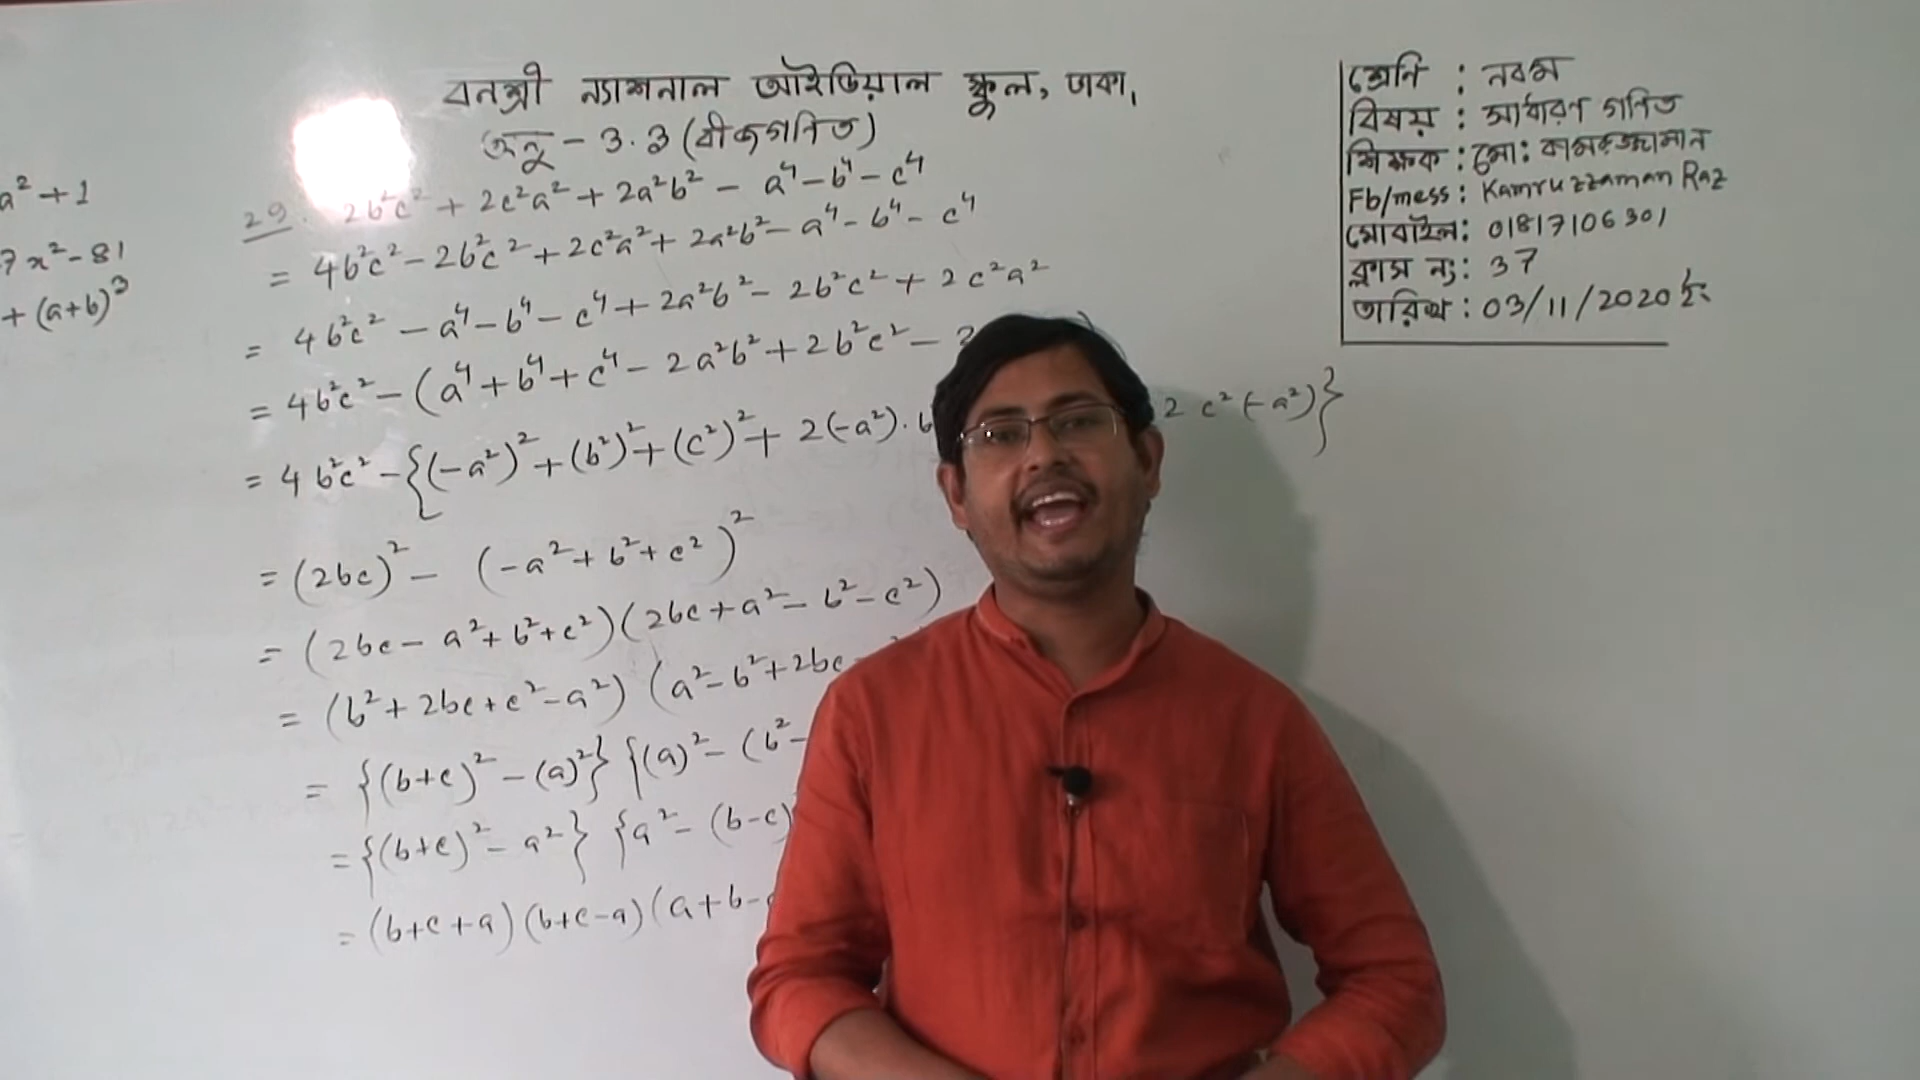 বনশ্রী ন্যাশনাল আইডিয়াল স্কুল, ঢাকা,
অনু - ৩.৩ (বীজগনিত)
a² + 1
7x² - 81
+ (a+b)³
29. 2b²c² + 2c²a² + 2a²b² - a⁴ - b⁴ - c⁴
= 4b²c² - 2b²c² + 2c²a² + 2a²b² - a⁴ - b⁴ - c⁴
= 4b²c² - a⁴ - b⁴ - c⁴ + 2a²b² - 2b²c² + 2c²a²
= 4b²c² - (a⁴ + b⁴ + c⁴ - 2a²b² + 2b²c² -
= 4b²c² - {(-a²)² + (b²)² + (c²)² + 2(-a²).b 2c²(-a²)}
= (2bc)² - (-a² + b² + c²)²
= (2bc - a² + b² + c²)(2bc + a² - b² - c²)
= (b² + 2bc + c² - a²) (a² - b² + 2bc -
= {(b+c)² - (a)²} {(a)² - (b² -
= {(b+c)² - a²} {a² - (b-c)
= (b+c+a) (b+c-a) (a+b-
শ্রেনি : নবম
বিষয় : সাধারণ গনিত
শিক্ষক : মো: কামরুজ্জামান
Fb/mess : Kamruzzaman Raz
মোবাইল: 01817106301
ক্লাস নং: 37
তারিখ : 03/11/2020 ইং